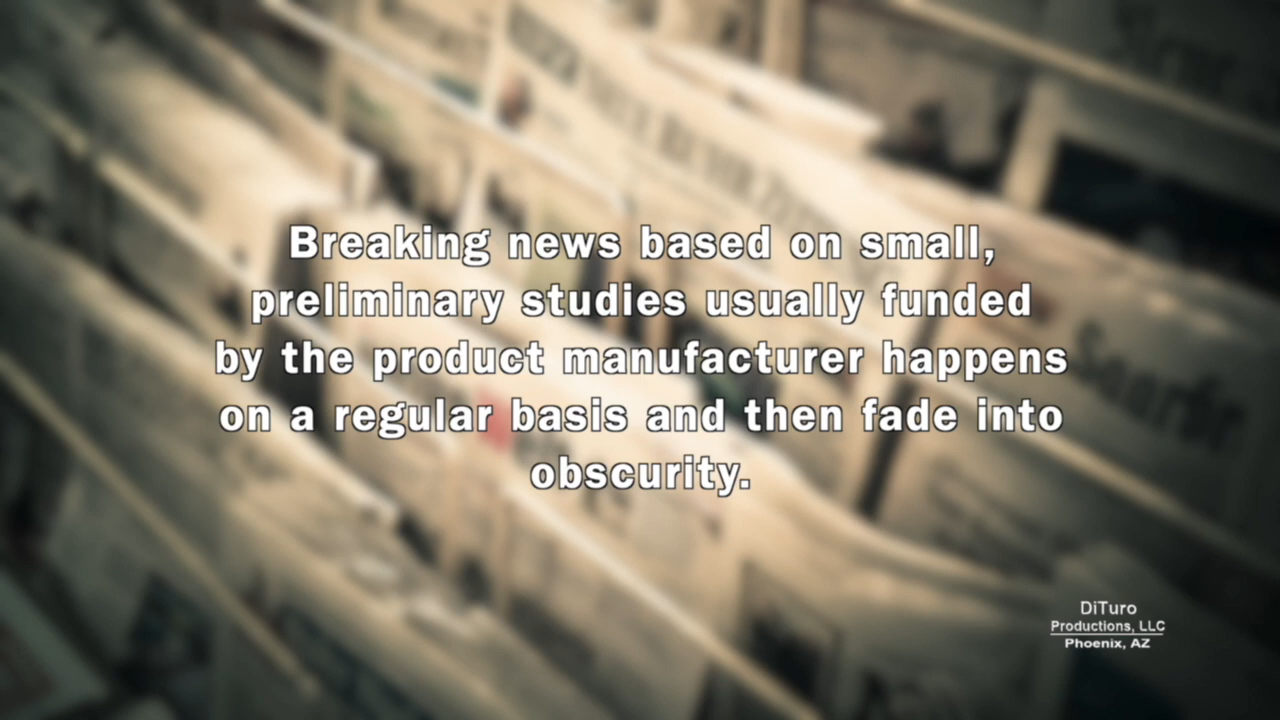 Breaking news based on small,
preliminary studies usually funded
by the product manufacturer happens
on a regular basis and then fade into
obscurity.
DiTuro
Productions, LLC
Phoenix, AZ